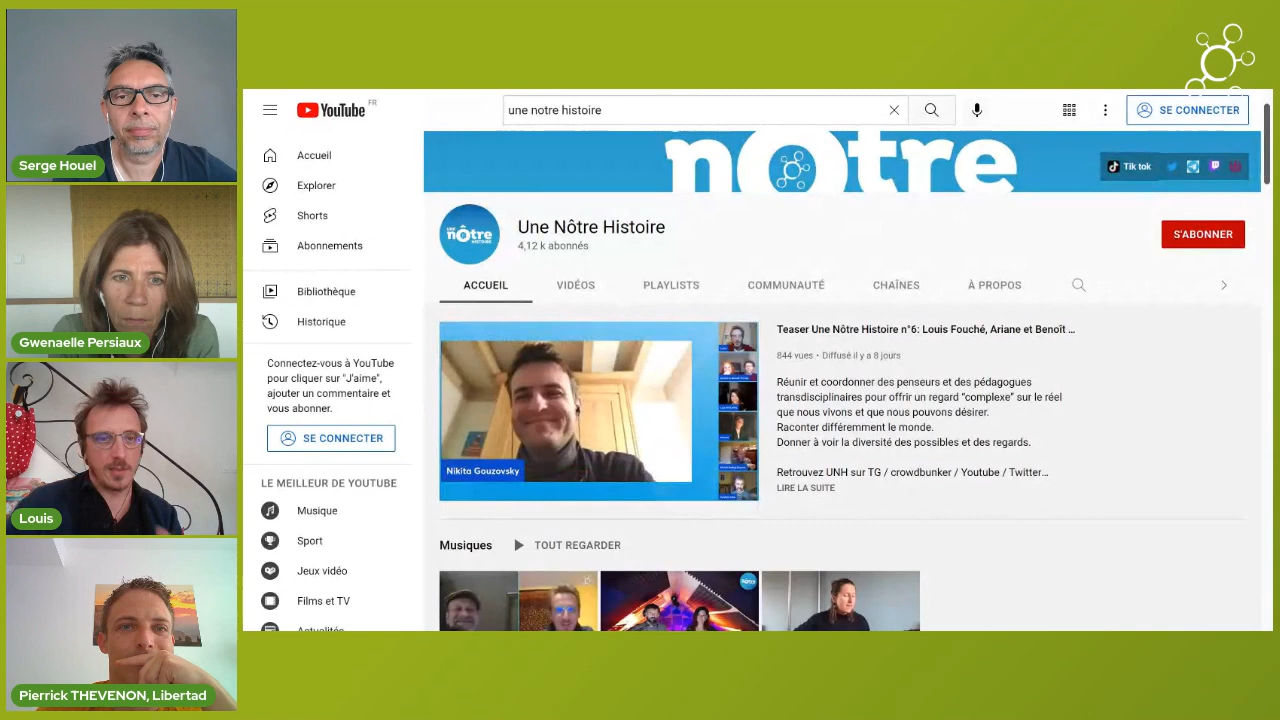 Serge Houel
Gwenaelle Persiaux
Louis
Pierrick THEVENON, Libertad
YouTube FR
une notre histoire
SE CONNECTER
Accueil
Explorer
Shorts
Abonnements
Bibliothèque
Historique
Connectez-vous à YouTube
pour cliquer sur "J'aime",
ajouter un commentaire et
vous abonner.
SE CONNECTER
LE MEILLEUR DE YOUTUBE
Musique
Sport
Jeux vidéo
Films et TV
Actualités
nôtre
Tik tok
UNE nôtre HISTOIRE
Une Nôtre Histoire
4,12 k abonnés
S'ABONNER
ACCUEIL
VIDÉOS
PLAYLISTS
COMMUNAUTÉ
CHAÎNES
À PROPOS
Nikita Gouzovsky
Teaser Une Nôtre Histoire n°6: Louis Fouché, Ariane et Benoît ...
844 vues • Diffusé il y a 8 jours
Réunir et coordonner des penseurs et des pédagogues
transdisciplinaires pour offrir un regard “complexe” sur le réel
que nous vivons et que nous pouvons désirer.
Raconter différemment le monde.
Donner à voir la diversité des possibles et des regards.
Retrouvez UNH sur TG / crowdbunker / Youtube / Twitter...
LIRE LA SUITE
Musiques
TOUT REGARDER
nôtre